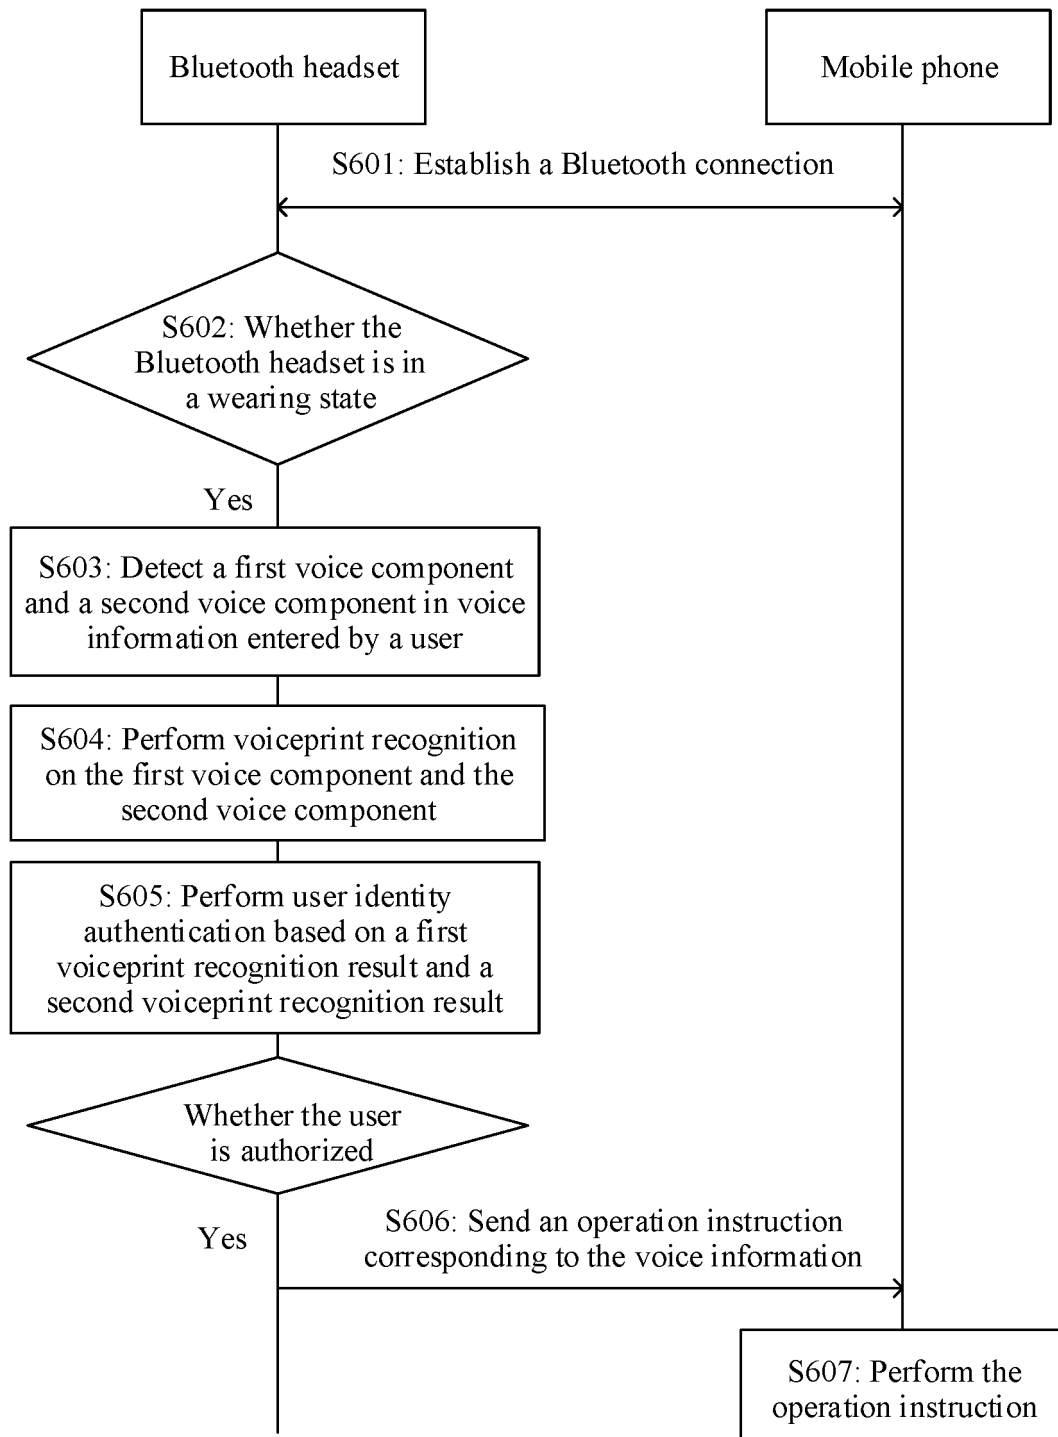 Bluetooth headset
Mobile phone
S601: Establish a Bluetooth connection
S602: Whether the
Bluetooth headset is in
a wearing state
Yes
S603: Detect a first voice component
and a second voice component in voice
information entered by a user
S604: Perform voiceprint recognition
on the first voice component and the
second voice component
S605: Perform user identity
authentication based on a first
voiceprint recognition result and a
second voiceprint recognition result
Whether the user
is authorized
Yes
S606: Send an operation instruction
corresponding to the voice information
S607: Perform the
operation instruction